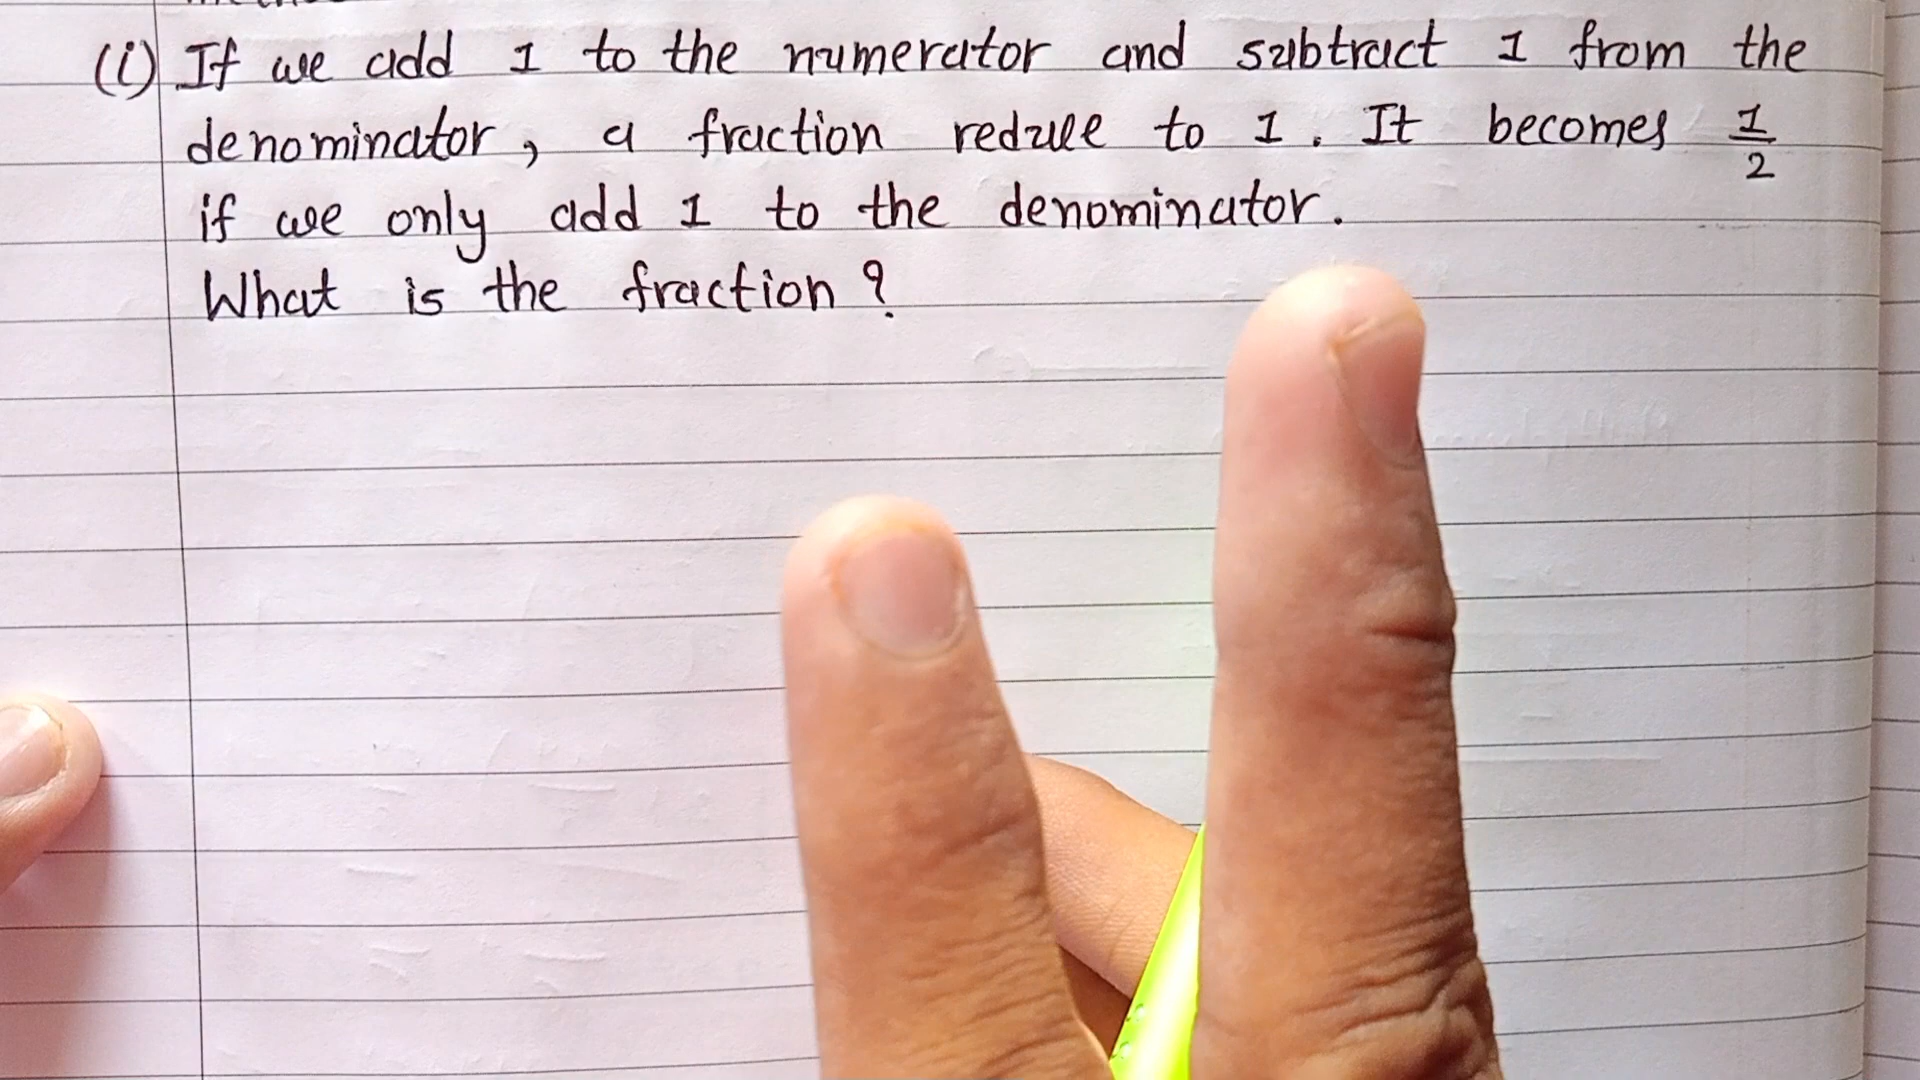 (i) If we add 1 to the numerator and subtract 1 from the
denominator, a fraction reduce to 1. It becomes 1/2
if we only add 1 to the denominator.
What is the fraction?